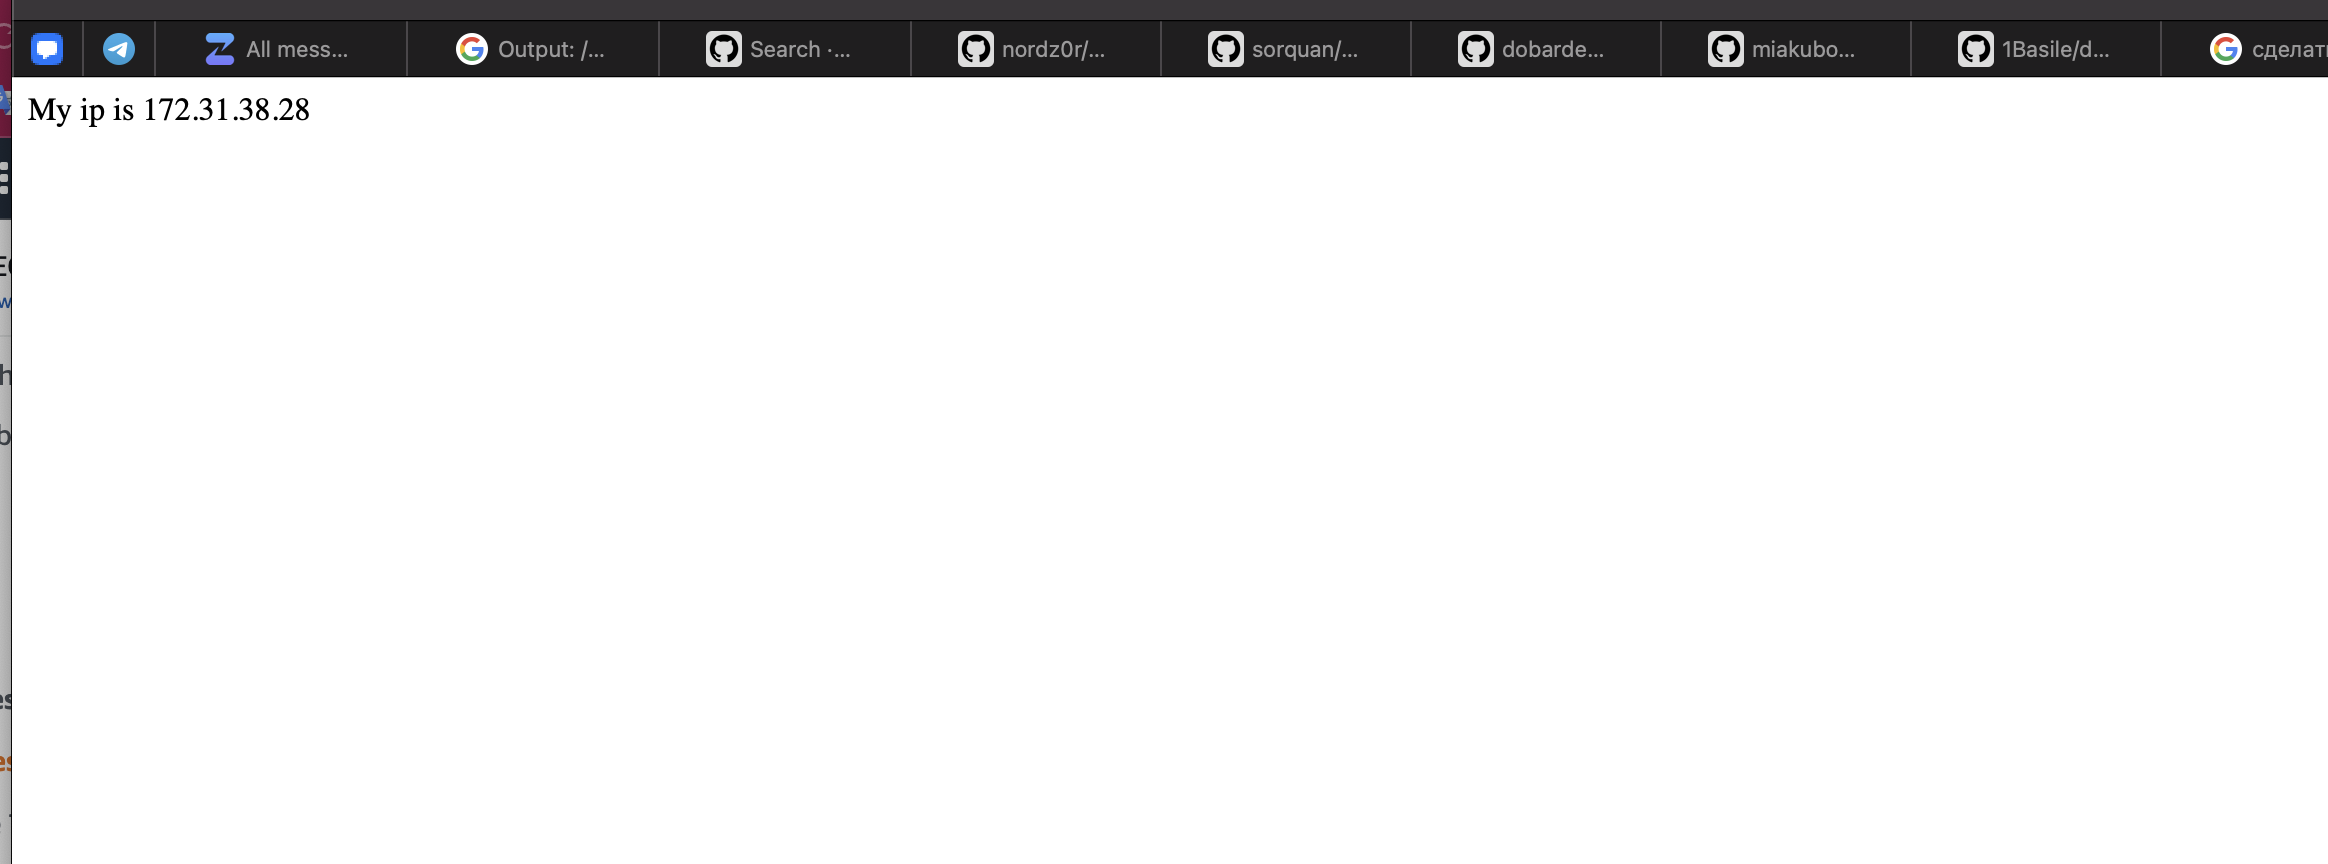 All mess...
Output: /...
Search ·...
nordz0r/...
sorquan/...
dobarde...
miakubo...
1Basile/d...
сделат
My ip is 172.31.38.28